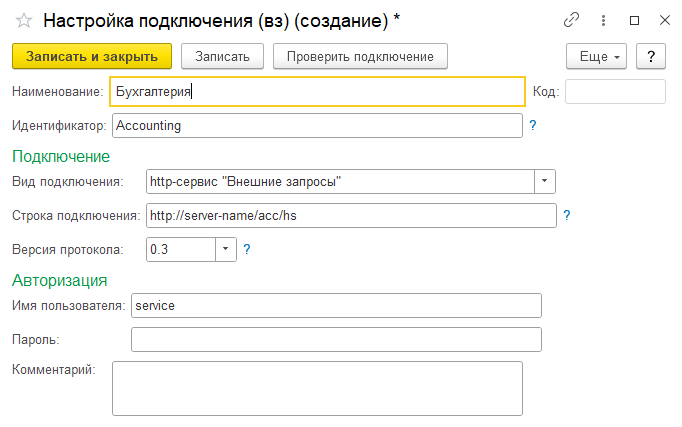 Настройка подключения (вз) (создание) *
Записать и закрыть Записать Проверить подключение Еще ?
Наименование: Бухгалтерия Код:
Идентификатор: Accounting ?
Подключение
Вид подключения: http-сервис "Внешние запросы"
Строка подключения: http://server-name/acc/hs ?
Версия протокола: 0.3 ?
Авторизация
Имя пользователя: service
Пароль:
Комментарий: